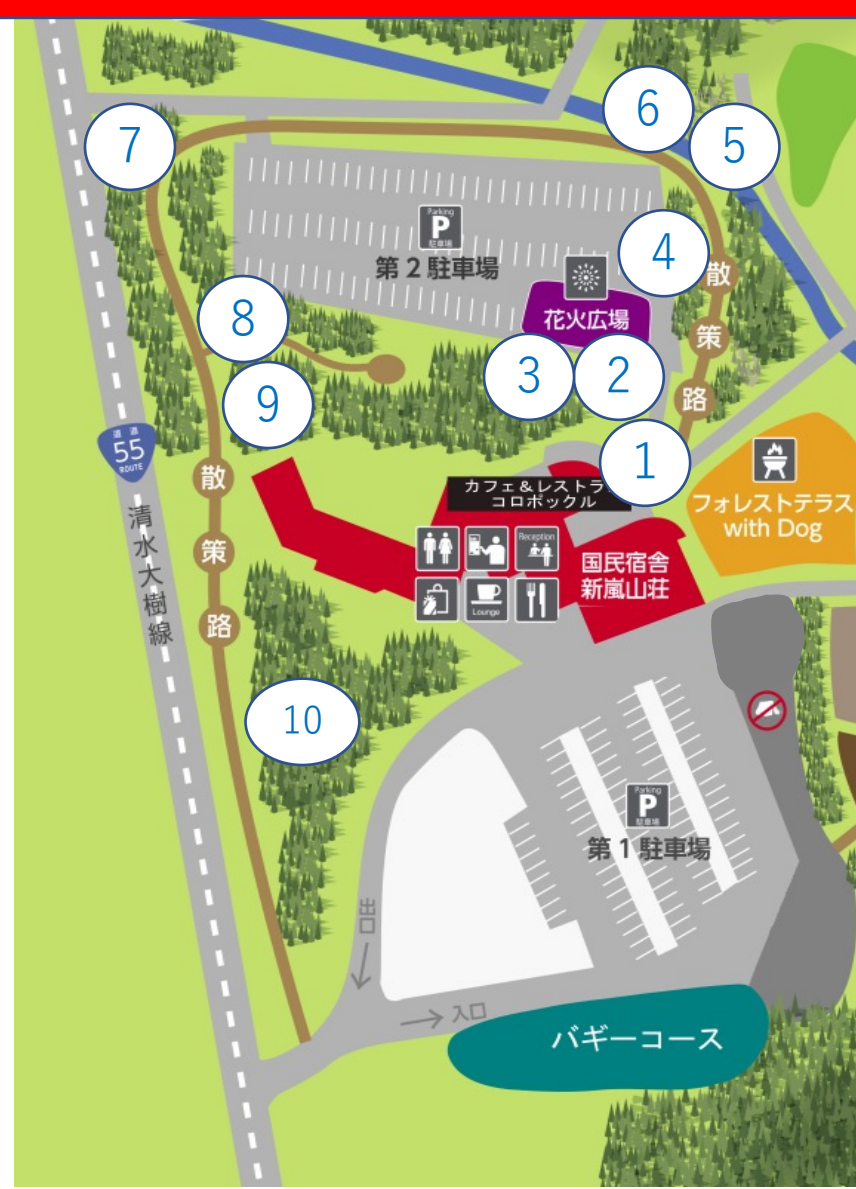 6
7
5
Parking
P
駐車場
第2駐車場
4
散
策
路
8
花火広場
3
2
9
1
道道
55
ROUTE
清水大樹線
散
策
路
カフェ&レストラ
コロポックル
フォレストテラス
with Dog
Reception
Lounge
国民宿舎
新嵐山荘
10
Parking
P
駐車場
第1駐車場
出口
入口
バギーコース